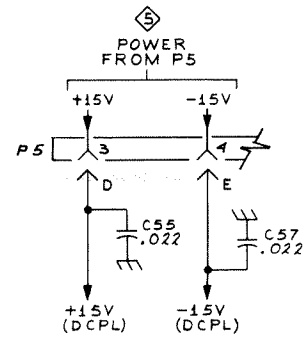 5
POWER
FROM P5
+15V -15V
P5 3 4
D E
C55
.022
C57
.022
+15V
(DCPL)
-15V
(DCPL)